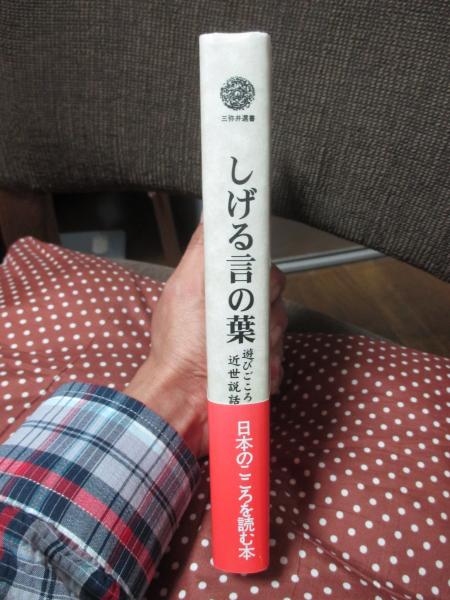 三弥井選書
しげる言の葉
遊びごころ
近世説話
日本のこころを読む本